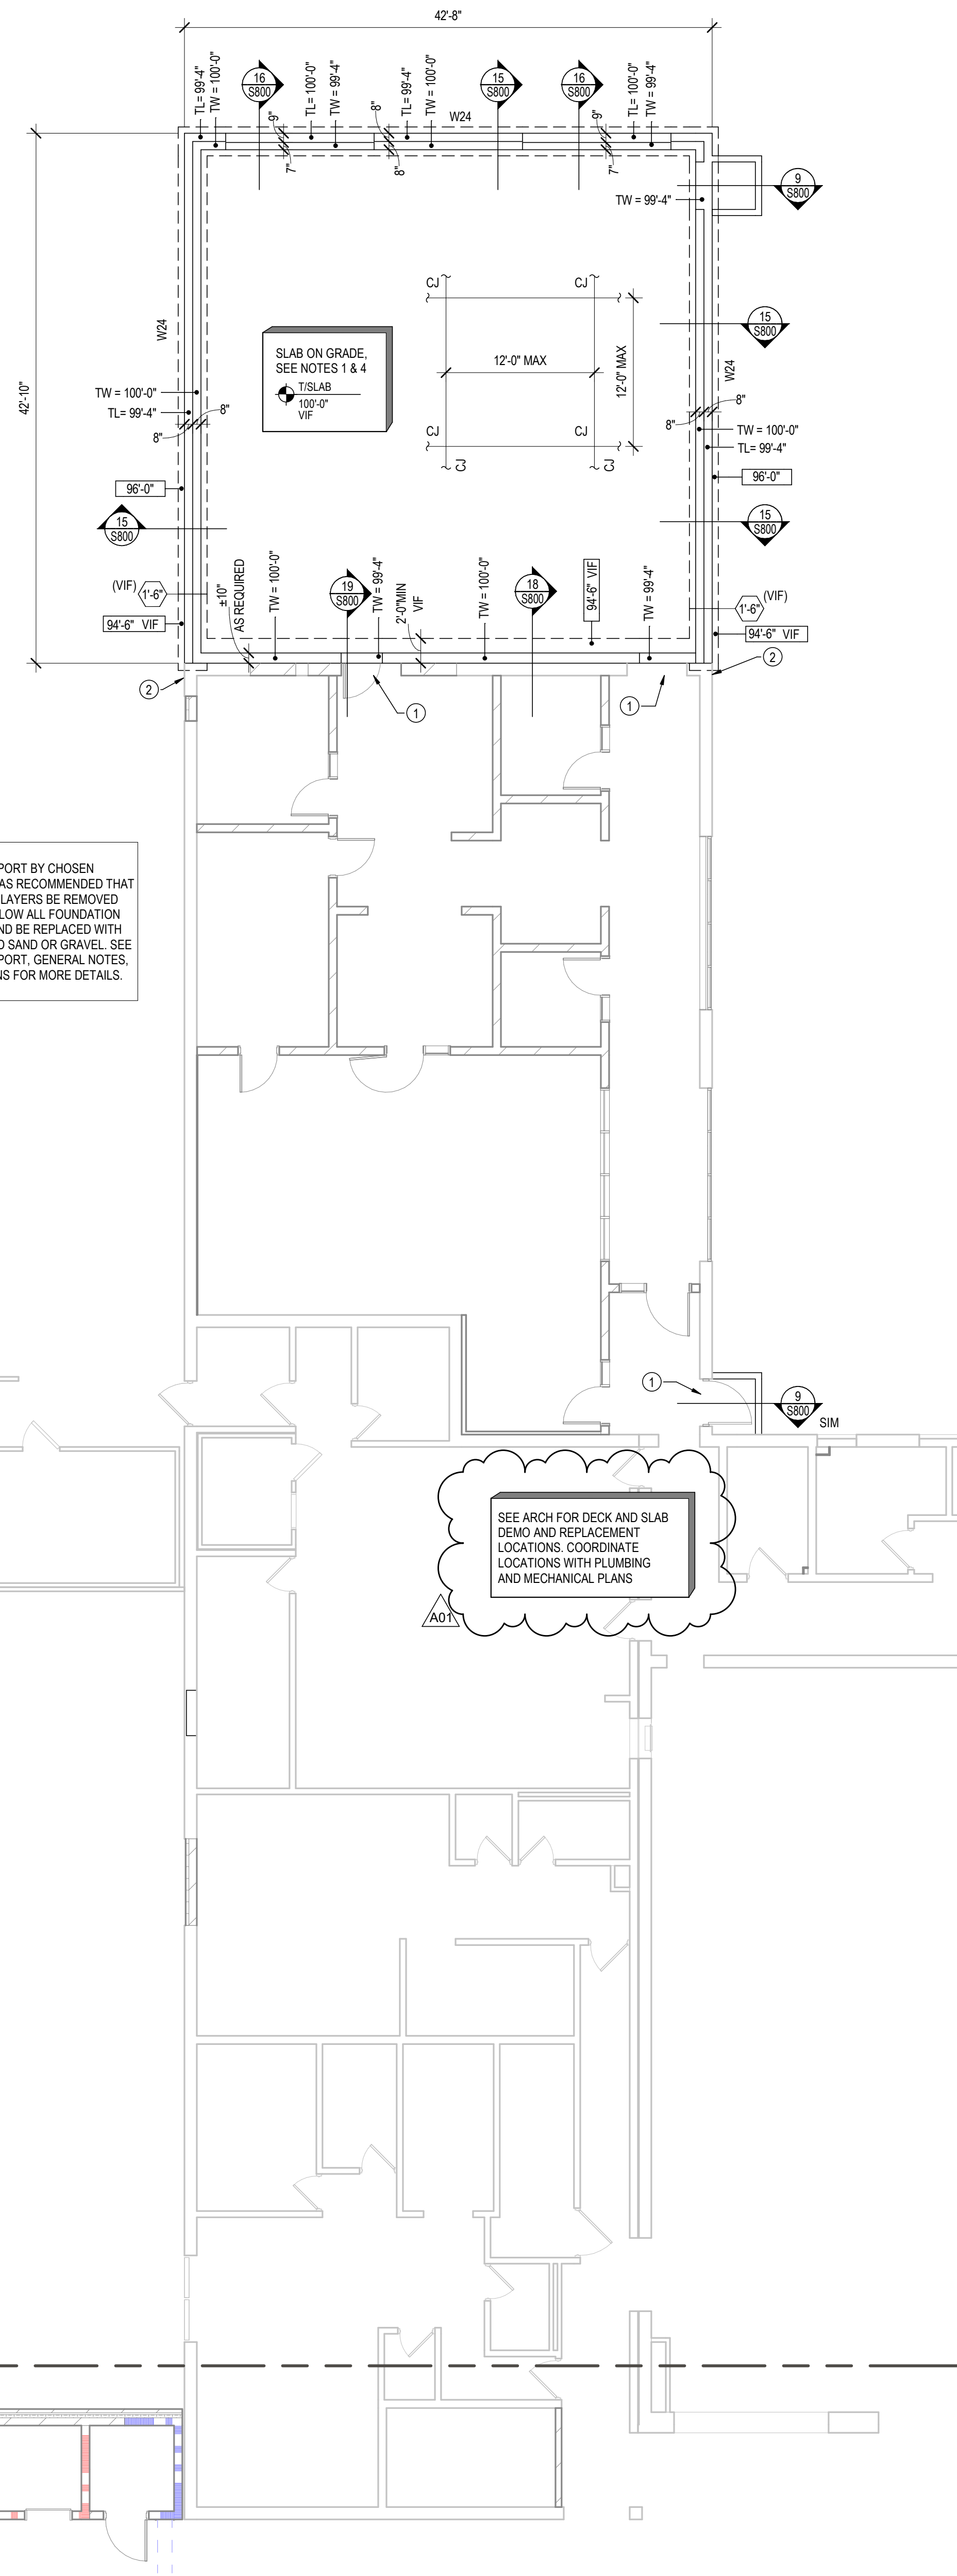 42'-8"
TL= 99'-4"
TW = 100'-0"
16
S800
9"
7"
TL= 100'-0"
TW = 99'-4"
8"
8"
TL= 99'-4"
TW = 100'-0"
W24
15
S800
16
S800
9"
7"
TL= 100'-0"
TW = 99'-4"
9
S800
TW = 99'-4"
42'-10"
W24
CJ
CJ
12'-0" MAX
12'-0" MAX
CJ
CJ
CJ
CJ
SLAB ON GRADE,
SEE NOTES 1 & 4
T/SLAB
100'-0"
VIF
15
S800
W24
TW = 100'-0"
TL= 99'-4"
8"
8"
8"
8"
TW = 100'-0"
TL= 99'-4"
96'-0"
96'-0"
15
S800
15
S800
(VIF)
1'-6"
94'-6" VIF
±10"
AS REQUIRED
TW = 100'-0"
19
S800
TW = 99'-4"
2'-0"MIN
VIF
TW = 100'-0"
18
S800
94'-6" VIF
TW = 99'-4"
(VIF)
1'-6"
94'-6" VIF
2
2
1
1
PORT BY CHOSEN
AS RECOMMENDED THAT
LAYERS BE REMOVED
LOW ALL FOUNDATION
ND BE REPLACED WITH
D SAND OR GRAVEL. SEE
PORT, GENERAL NOTES,
NS FOR MORE DETAILS.
1
9
S800
SIM
SEE ARCH FOR DECK AND SLAB
DEMO AND REPLACEMENT
LOCATIONS. COORDINATE
LOCATIONS WITH PLUMBING
AND MECHANICAL PLANS
A01